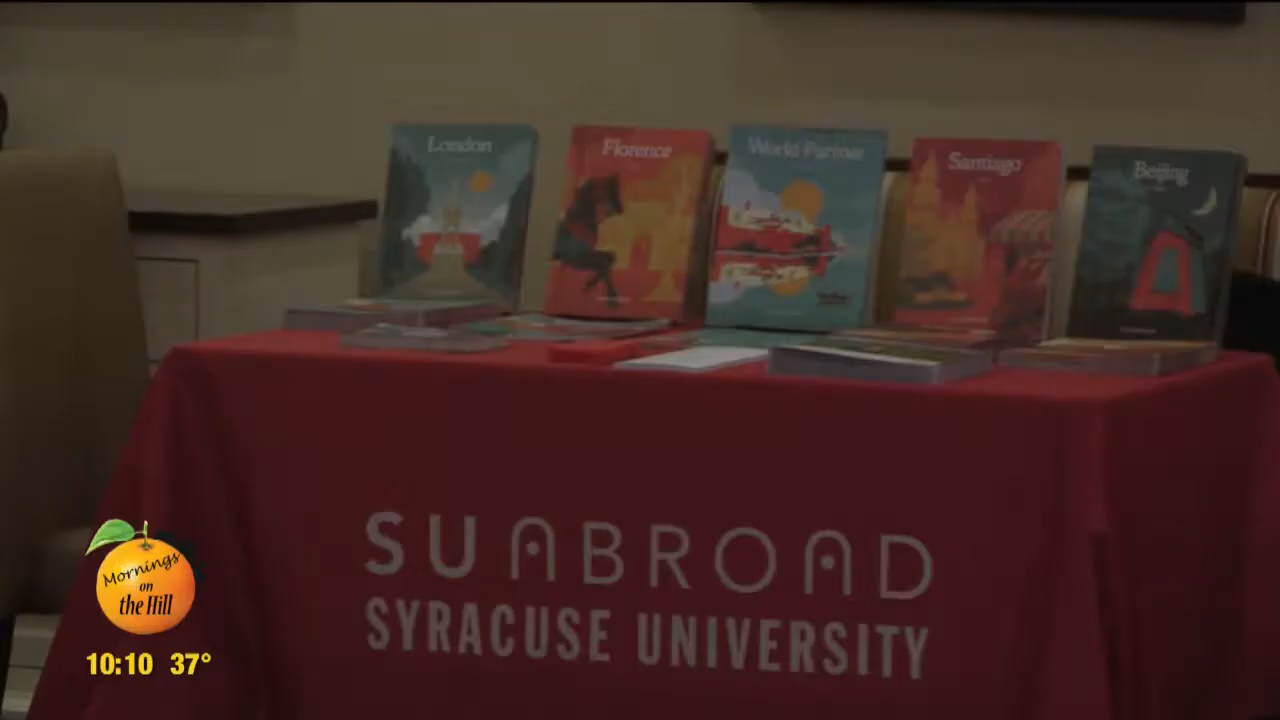 London
Florence
World Partner
Santiago
Beijing
SUABROAD
SYRACUSE UNIVERSITY
Mornings
on
the Hill
10:10 37°